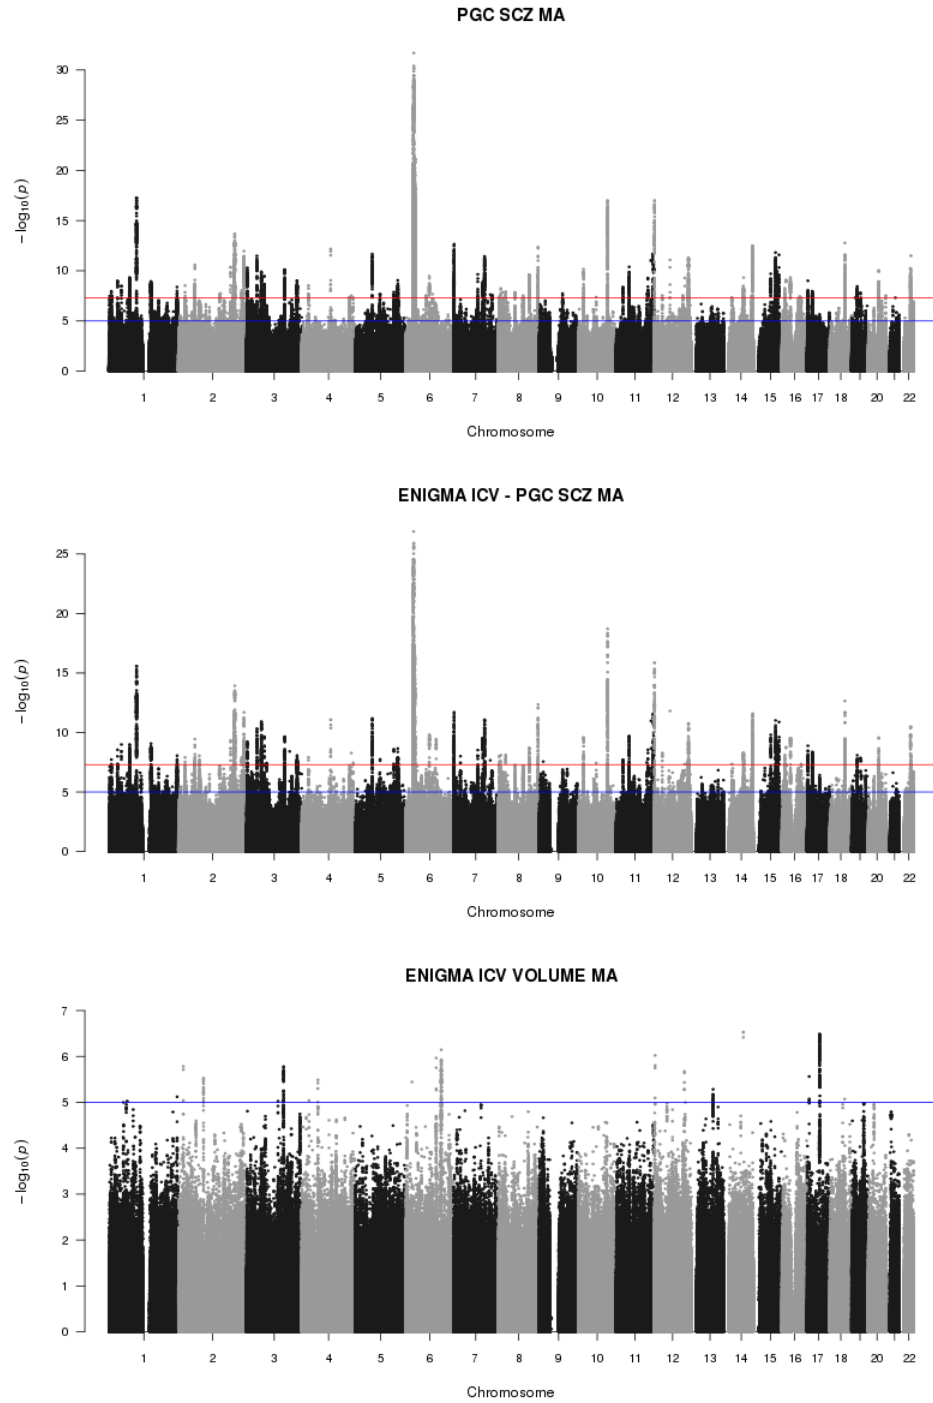 PGC SCZ MA
30
25
20
15
10
5
0
− log10(p)
1 2 3 4 5 6 7 8 9 10 11 12 13 14 15 16 17 18 20 22
Chromosome
ENIGMA ICV - PGC SCZ MA
25
20
15
10
5
0
− log10(p)
1 2 3 4 5 6 7 8 9 10 11 12 13 14 15 16 17 18 20 22
Chromosome
ENIGMA ICV VOLUME MA
7
6
5
4
3
2
1
0
− log10(p)
1 2 3 4 5 6 7 8 9 10 11 12 13 14 15 16 17 18 20 22
Chromosome